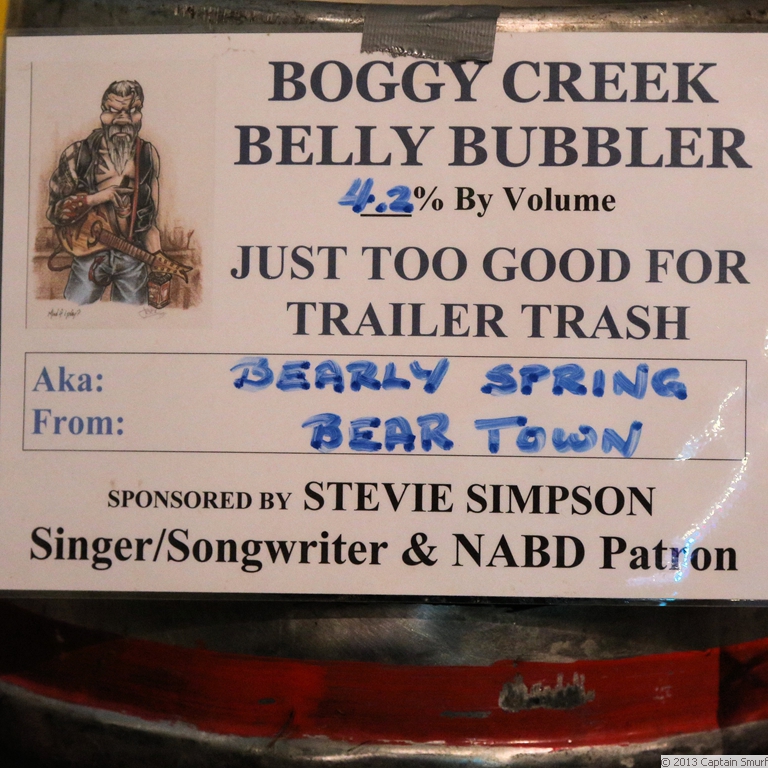 BOGGY CREEK
BELLY BUBBLER
4.2% By Volume
JUST TOO GOOD FOR
TRAILER TRASH
Aka: BEARLY SPRING
From: BEAR TOWN
SPONSORED BY STEVIE SIMPSON
Singer/Songwriter & NABD Patron
© 2013 Captain Smurf